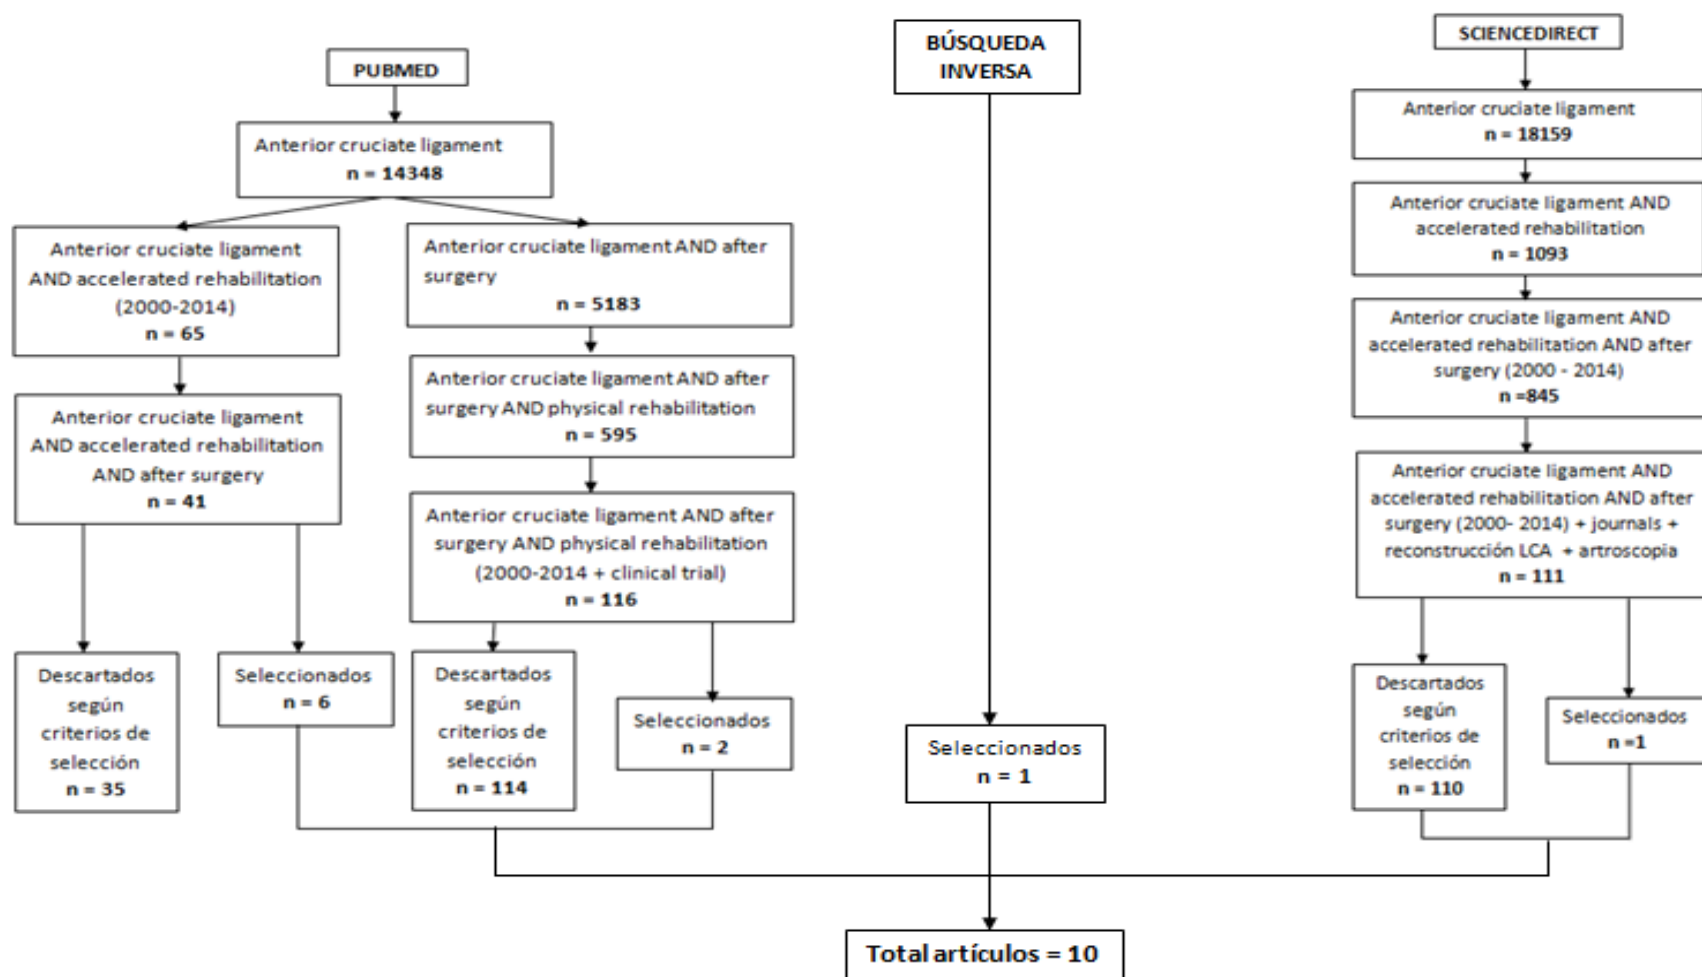 PUBMED
Anterior cruciate ligament
n = 14348
Anterior cruciate ligament
AND accelerated rehabilitation
(2000-2014)
n = 65
Anterior cruciate ligament
AND accelerated rehabilitation
AND after surgery
n = 41
Descartados
según
criterios de
selección
n = 35
Seleccionados
n = 6
Anterior cruciate ligament AND after
surgery
n = 5183
Anterior cruciate ligament AND after
surgery AND physical rehabilitation
n = 595
Anterior cruciate ligament AND after
surgery AND physical rehabilitation
(2000-2014 + clinical trial)
n = 116
Descartados
según
criterios de
selección
n = 114
Seleccionados
n = 2
BÚSQUEDA
INVERSA
Seleccionados
n = 1
SCIENCEDIRECT
Anterior cruciate ligament
n = 18159
Anterior cruciate ligament AND
accelerated rehabilitation
n = 1093
Anterior cruciate ligament AND
accelerated rehabilitation AND after
surgery (2000 - 2014)
n =845
Anterior cruciate ligament AND
accelerated rehabilitation AND after
surgery (2000- 2014) + journals +
reconstrucción LCA + artroscopia
n = 111
Descartados
según
criterios de
selección
n = 110
Seleccionados
n =1
Total artículos = 10